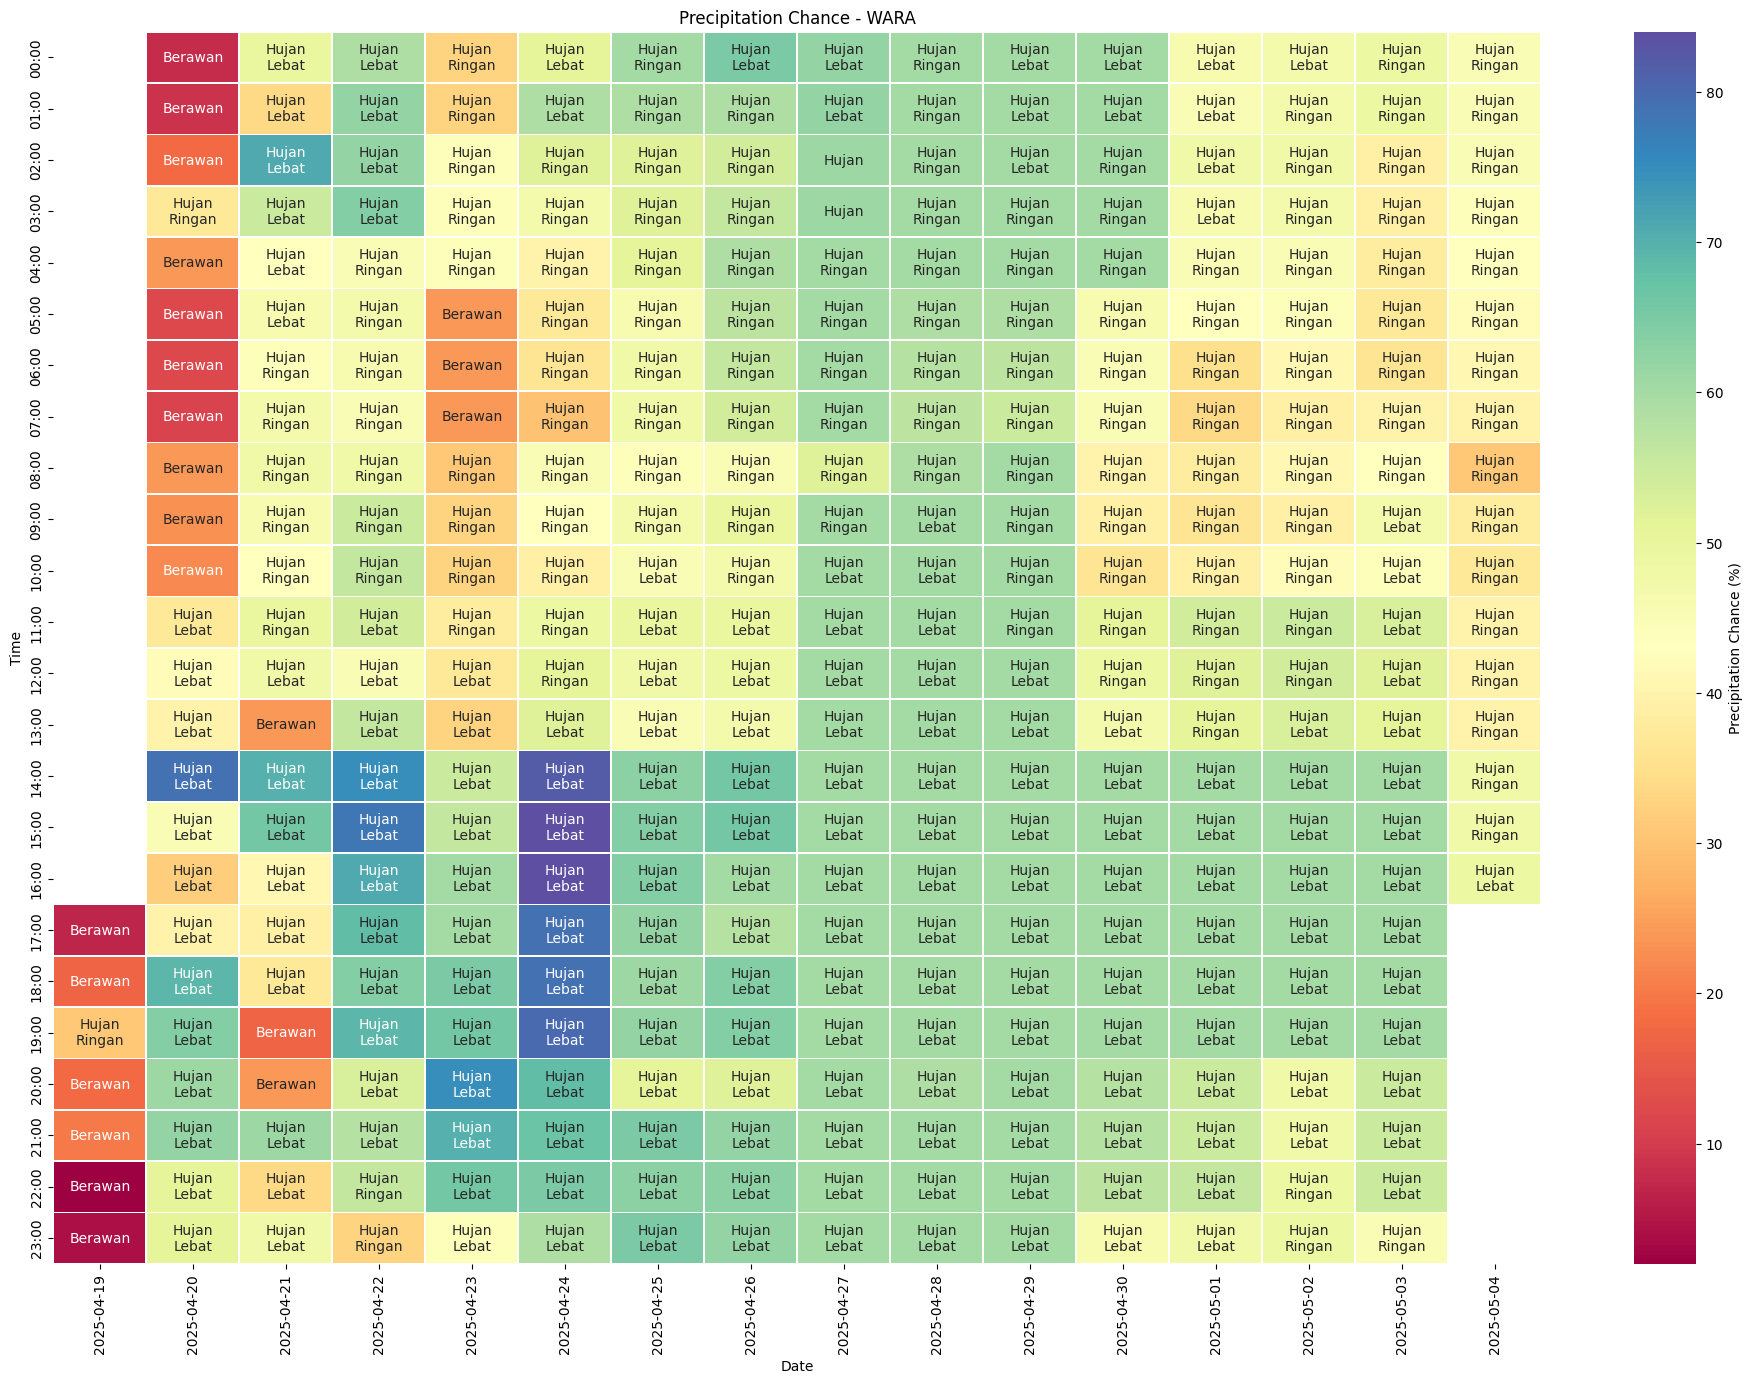 Precipitation Chance - WARA
00:00 Berawan Hujan Lebat Hujan Lebat Hujan Ringan Hujan Lebat Hujan Ringan Hujan Lebat Hujan Lebat Hujan Ringan Hujan Lebat Hujan Ringan Hujan Lebat Hujan Lebat Hujan Ringan Hujan Ringan
01:00 Berawan Hujan Lebat Hujan Lebat Hujan Ringan Hujan Lebat Hujan Ringan Hujan Ringan Hujan Lebat Hujan Ringan Hujan Lebat Hujan Lebat Hujan Lebat Hujan Ringan Hujan Ringan Hujan Ringan
02:00 Berawan Hujan Lebat Hujan Lebat Hujan Ringan Hujan Ringan Hujan Ringan Hujan Ringan Hujan Hujan Ringan Hujan Lebat Hujan Ringan Hujan Lebat Hujan Ringan Hujan Ringan Hujan Ringan
03:00 Hujan Ringan Hujan Lebat Hujan Lebat Hujan Ringan Hujan Ringan Hujan Ringan Hujan Ringan Hujan Hujan Ringan Hujan Ringan Hujan Ringan Hujan Lebat Hujan Ringan Hujan Ringan Hujan Ringan
04:00 Berawan Hujan Lebat Hujan Ringan Hujan Ringan Hujan Ringan Hujan Ringan Hujan Ringan Hujan Ringan Hujan Ringan Hujan Ringan Hujan Ringan Hujan Ringan Hujan Ringan Hujan Ringan Hujan Ringan
05:00 Berawan Hujan Lebat Hujan Ringan Berawan Hujan Ringan Hujan Ringan Hujan Ringan Hujan Ringan Hujan Ringan Hujan Ringan Hujan Ringan Hujan Ringan Hujan Ringan Hujan Ringan Hujan Ringan
06:00 Berawan Hujan Ringan Hujan Ringan Berawan Hujan Ringan Hujan Ringan Hujan Ringan Hujan Ringan Hujan Ringan Hujan Ringan Hujan Ringan Hujan Ringan Hujan Ringan Hujan Ringan Hujan Ringan
07:00 Berawan Hujan Ringan Hujan Ringan Berawan Hujan Ringan Hujan Ringan Hujan Ringan Hujan Ringan Hujan Ringan Hujan Ringan Hujan Ringan Hujan Ringan Hujan Ringan Hujan Ringan Hujan Ringan
08:00 Berawan Hujan Ringan Hujan Ringan Hujan Ringan Hujan Ringan Hujan Ringan Hujan Ringan Hujan Ringan Hujan Ringan Hujan Ringan Hujan Ringan Hujan Ringan Hujan Ringan Hujan Ringan Hujan Ringan
09:00 Berawan Hujan Ringan Hujan Ringan Hujan Ringan Hujan Ringan Hujan Ringan Hujan Ringan Hujan Ringan Hujan Lebat Hujan Ringan Hujan Ringan Hujan Ringan Hujan Ringan Hujan Lebat Hujan Ringan
10:00 Berawan Hujan Ringan Hujan Ringan Hujan Ringan Hujan Ringan Hujan Lebat Hujan Ringan Hujan Lebat Hujan Lebat Hujan Ringan Hujan Ringan Hujan Ringan Hujan Ringan Hujan Lebat Hujan Ringan
11:00 Hujan Lebat Hujan Ringan Hujan Lebat Hujan Ringan Hujan Ringan Hujan Lebat Hujan Lebat Hujan Lebat Hujan Lebat Hujan Ringan Hujan Ringan Hujan Ringan Hujan Ringan Hujan Lebat Hujan Ringan
12:00 Hujan Lebat Hujan Lebat Hujan Lebat Hujan Lebat Hujan Ringan Hujan Lebat Hujan Lebat Hujan Lebat Hujan Lebat Hujan Lebat Hujan Ringan Hujan Ringan Hujan Ringan Hujan Lebat Hujan Ringan
13:00 Hujan Lebat Berawan Hujan Lebat Hujan Lebat Hujan Lebat Hujan Lebat Hujan Lebat Hujan Lebat Hujan Lebat Hujan Lebat Hujan Lebat Hujan Ringan Hujan Lebat Hujan Lebat Hujan Ringan
14:00 Hujan Lebat Hujan Lebat Hujan Lebat Hujan Lebat Hujan Lebat Hujan Lebat Hujan Lebat Hujan Lebat Hujan Lebat Hujan Lebat Hujan Lebat Hujan Lebat Hujan Lebat Hujan Lebat Hujan Ringan
15:00 Hujan Lebat Hujan Lebat Hujan Lebat Hujan Lebat Hujan Lebat Hujan Lebat Hujan Lebat Hujan Lebat Hujan Lebat Hujan Lebat Hujan Lebat Hujan Lebat Hujan Lebat Hujan Lebat Hujan Ringan
16:00 Hujan Lebat Hujan Lebat Hujan Lebat Hujan Lebat Hujan Lebat Hujan Lebat Hujan Lebat Hujan Lebat Hujan Lebat Hujan Lebat Hujan Lebat Hujan Lebat Hujan Lebat Hujan Lebat Hujan Lebat
17:00 Berawan Hujan Lebat Hujan Lebat Hujan Lebat Hujan Lebat Hujan Lebat Hujan Lebat Hujan Lebat Hujan Lebat Hujan Lebat Hujan Lebat Hujan Lebat Hujan Lebat Hujan Lebat Hujan Lebat
18:00 Berawan Hujan Lebat Hujan Lebat Hujan Lebat Hujan Lebat Hujan Lebat Hujan Lebat Hujan Lebat Hujan Lebat Hujan Lebat Hujan Lebat Hujan Lebat Hujan Lebat Hujan Lebat Hujan Lebat
19:00 Hujan Ringan Hujan Lebat Berawan Hujan Lebat Hujan Lebat Hujan Lebat Hujan Lebat Hujan Lebat Hujan Lebat Hujan Lebat Hujan Lebat Hujan Lebat Hujan Lebat Hujan Lebat Hujan Lebat
20:00 Berawan Hujan Lebat Berawan Hujan Lebat Hujan Lebat Hujan Lebat Hujan Lebat Hujan Lebat Hujan Lebat Hujan Lebat Hujan Lebat Hujan Lebat Hujan Lebat Hujan Lebat Hujan Lebat
21:00 Berawan Hujan Lebat Hujan Lebat Hujan Lebat Hujan Lebat Hujan Lebat Hujan Lebat Hujan Lebat Hujan Lebat Hujan Lebat Hujan Lebat Hujan Lebat Hujan Lebat Hujan Lebat Hujan Lebat
22:00 Berawan Hujan Lebat Hujan Lebat Hujan Ringan Hujan Lebat Hujan Lebat Hujan Lebat Hujan Lebat Hujan Lebat Hujan Lebat Hujan Lebat Hujan Lebat Hujan Lebat Hujan Ringan Hujan Lebat
23:00 Berawan Hujan Lebat Hujan Lebat Hujan Ringan Hujan Lebat Hujan Lebat Hujan Lebat Hujan Lebat Hujan Lebat Hujan Lebat Hujan Lebat Hujan Lebat Hujan Lebat Hujan Ringan Hujan Ringan
Time
2025-04-19 2025-04-20 2025-04-21 2025-04-22 2025-04-23 2025-04-24 2025-04-25 2025-04-26 2025-04-27 2025-04-28 2025-04-29 2025-04-30 2025-05-01 2025-05-02 2025-05-03 2025-05-04
Date
80
70
60
50
40
30
20
10
Precipitation Chance (%)